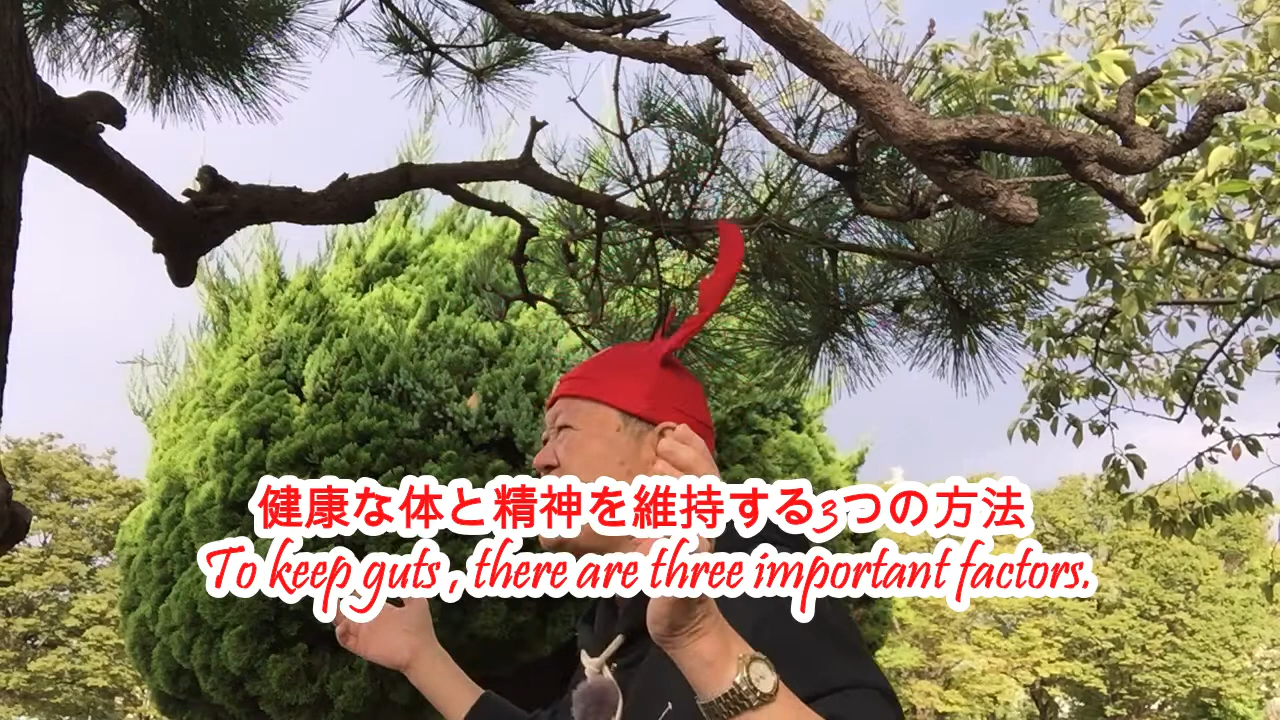 健康な体と精神を維持する3つの方法
To keep guts , there are three important factors.